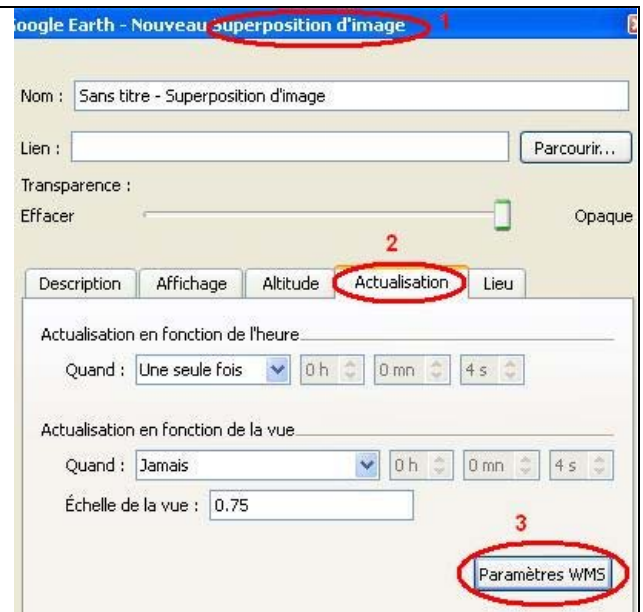 Google Earth - Nouveau Superposition d'image 1
Nom : Sans titre - Superposition d'image
Lien : Parcourir...
Transparence :
Effacer Opaque
2
Description Affichage Altitude Actualisation Lieu
Actualisation en fonction de l'heure
Quand : Une seule fois 0 h 0 mn 4 s
Actualisation en fonction de la vue
Quand : Jamais 0 h 0 mn 4 s
Échelle de la vue : 0.75
3
Paramètres WMS